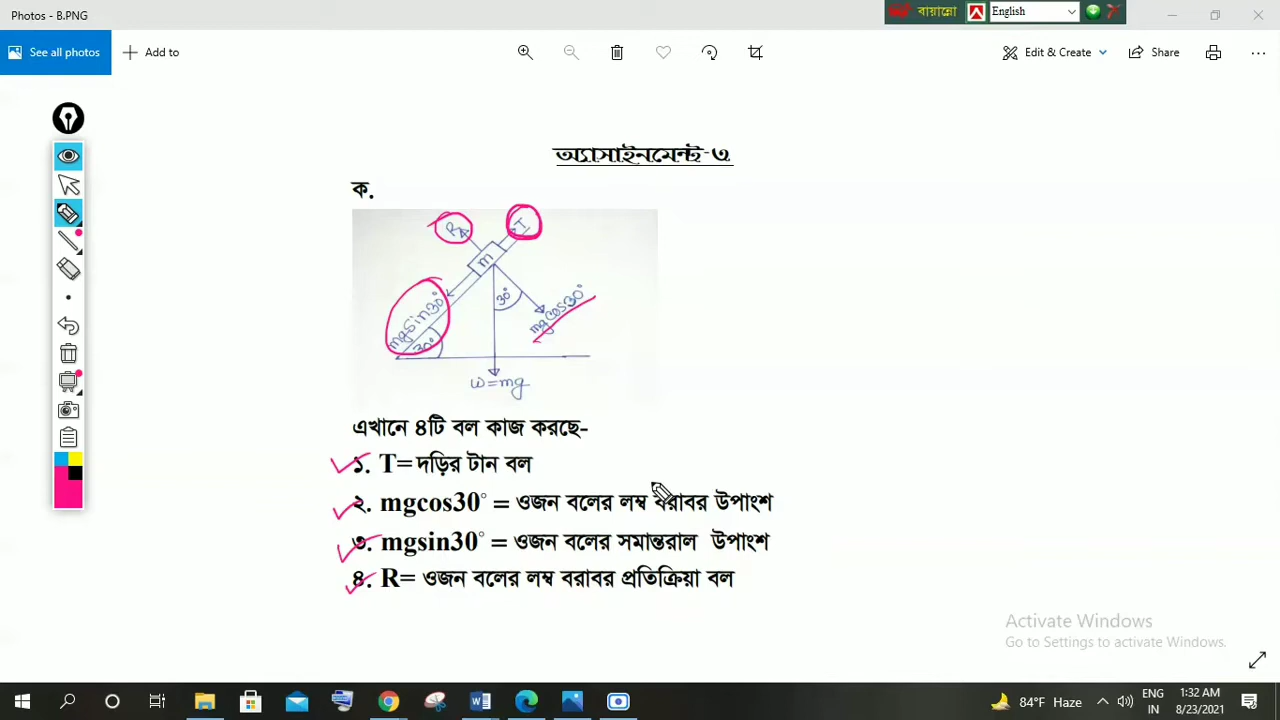 Photos - B.PNG
বায়ান্নো
English
See all photos
Add to
Edit & Create
Share
অ্যাসাইনমেন্ট-৩
ক.
R
T
m
mgsin30°
30°
30°
mgcos30°
W=mg
এখানে ৪টি বল কাজ করছে-
১. T= দড়ির টান বল
২. mgcos30° = ওজন বলের লম্ব বরাবর উপাংশ
৩. mgsin30° = ওজন বলের সমান্তরাল উপাংশ
৪. R= ওজন বলের লম্ব বরাবর প্রতিক্রিয়া বল
Activate Windows
Go to Settings to activate Windows.
84°F Haze
ENG
IN
1:32 AM
8/23/2021